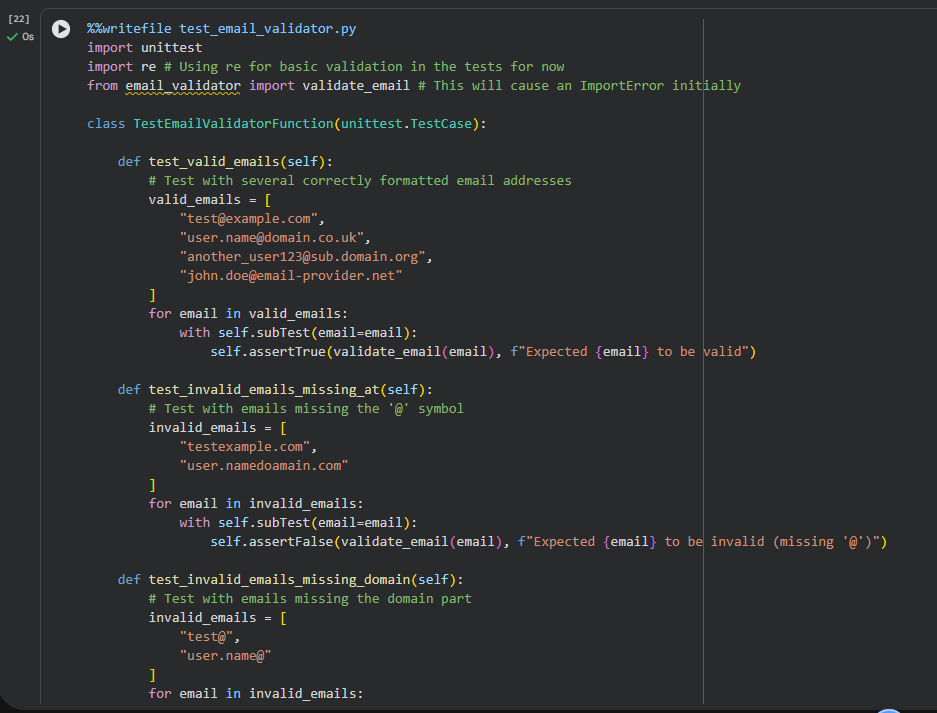 [22]
0s
%%writefile test_email_validator.py
import unittest
import re # Using re for basic validation in the tests for now
from email_validator import validate_email # This will cause an ImportError initially

class TestEmailValidatorFunction(unittest.TestCase):

    def test_valid_emails(self):
        # Test with several correctly formatted email addresses
        valid_emails = [
            "test@example.com",
            "user.name@domain.co.uk",
            "another_user123@sub.domain.org",
            "john.doe@email-provider.net"
        ]
        for email in valid_emails:
            with self.subTest(email=email):
                self.assertTrue(validate_email(email), f"Expected {email} to be valid")

    def test_invalid_emails_missing_at(self):
        # Test with emails missing the '@' symbol
        invalid_emails = [
            "testexample.com",
            "user.namedoamain.com"
        ]
        for email in invalid_emails:
            with self.subTest(email=email):
                self.assertFalse(validate_email(email), f"Expected {email} to be invalid (missing '@')")

    def test_invalid_emails_missing_domain(self):
        # Test with emails missing the domain part
        invalid_emails = [
            "test@",
            "user.name@"
        ]
        for email in invalid_emails: